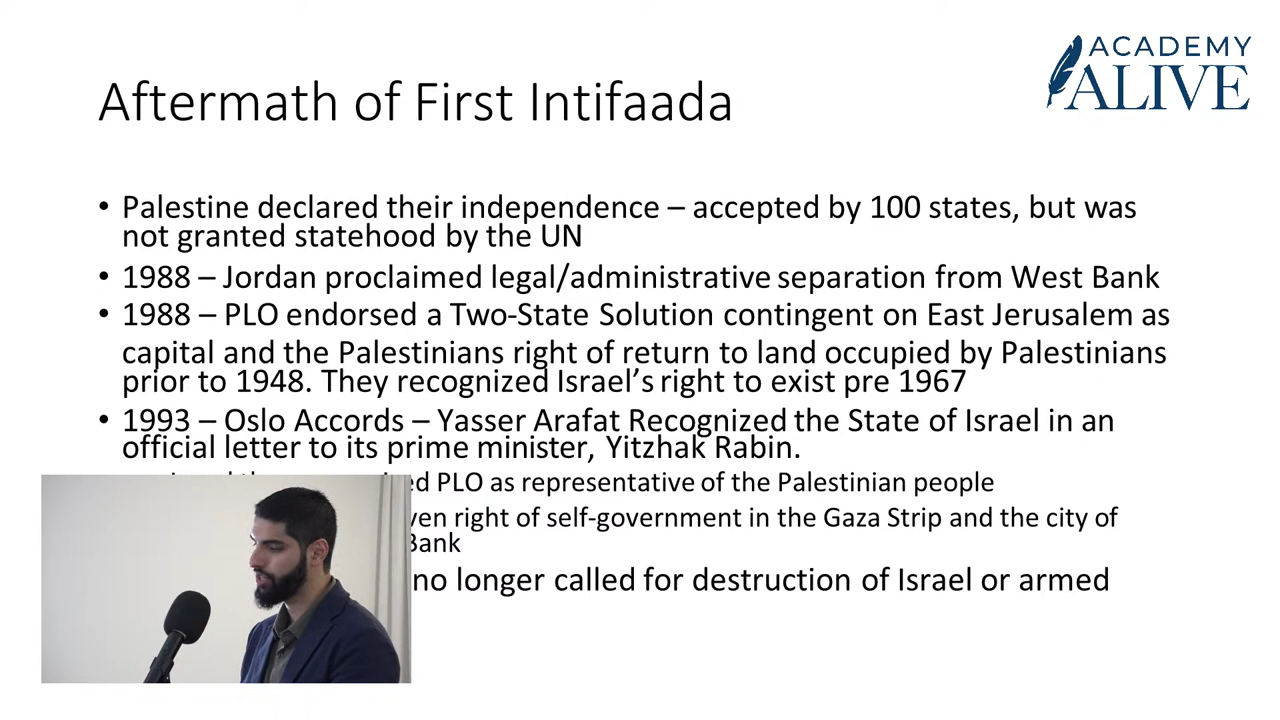 ACADEMY
ALIVE
Aftermath of First Intifaada
• Palestine declared their independence – accepted by 100 states, but was
not granted statehood by the UN
• 1988 – Jordan proclaimed legal/administrative separation from West Bank
• 1988 – PLO endorsed a Two-State Solution contingent on East Jerusalem as
capital and the Palestinians right of return to land occupied by Palestinians
prior to 1948. They recognized Israel's right to exist pre 1967
• 1993 – Oslo Accords – Yasser Arafat Recognized the State of Israel in an
official letter to its prime minister, Yitzhak Rabin.
PLO as representative of the Palestinian people
right of self-government in the Gaza Strip and the city of
Bank
no longer called for destruction of Israel or armed